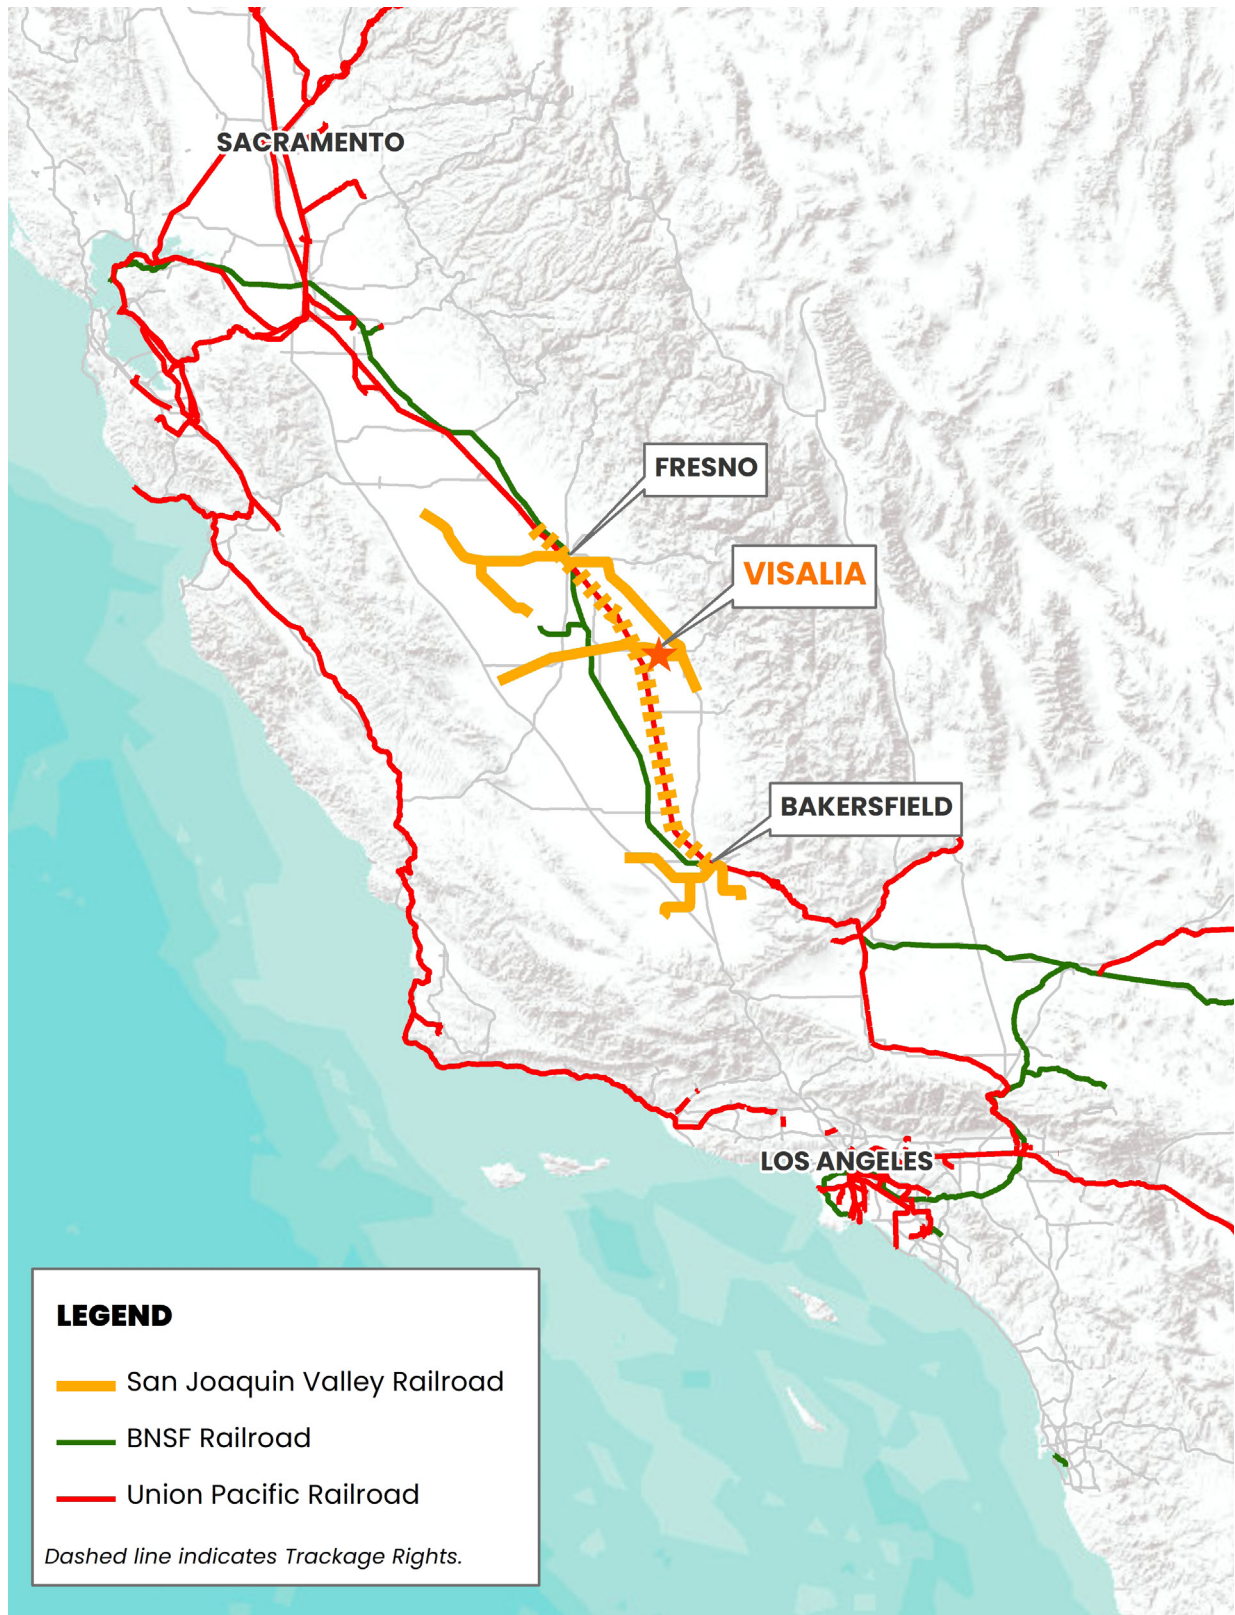 SACRAMENTO
FRESNO
VISALIA
BAKERSFIELD
LOS ANGELES
LEGEND
San Joaquin Valley Railroad
BNSF Railroad
Union Pacific Railroad
Dashed line indicates Trackage Rights.